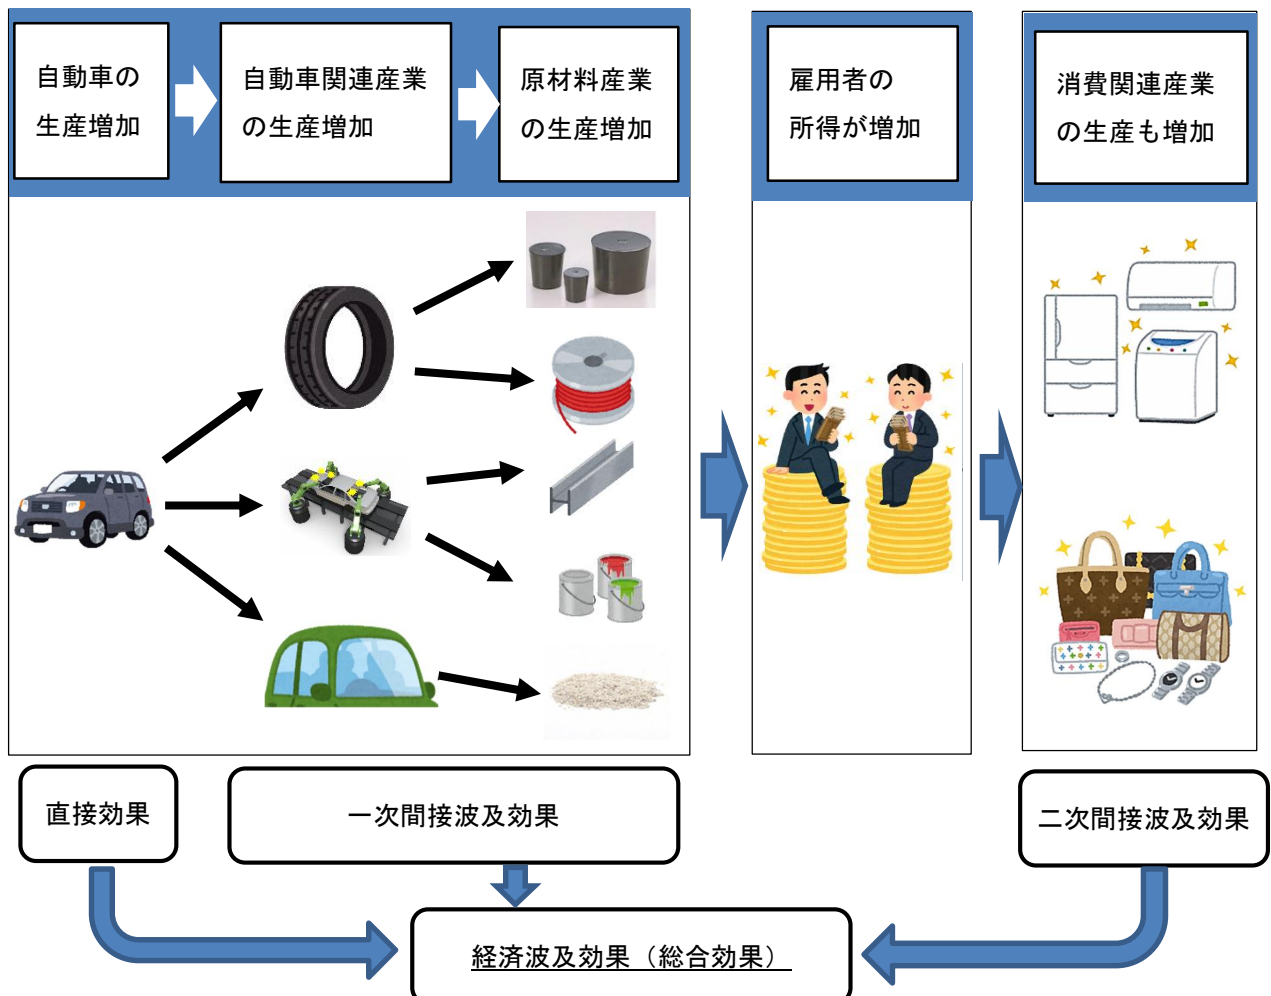 自動車の
生産増加
自動車関連産業
の生産増加
原材料産業
の生産増加
雇用者の
所得が増加
消費関連産業
の生産も増加
直接効果
一次間接波及効果
二次間接波及効果
経済波及効果（総合効果）